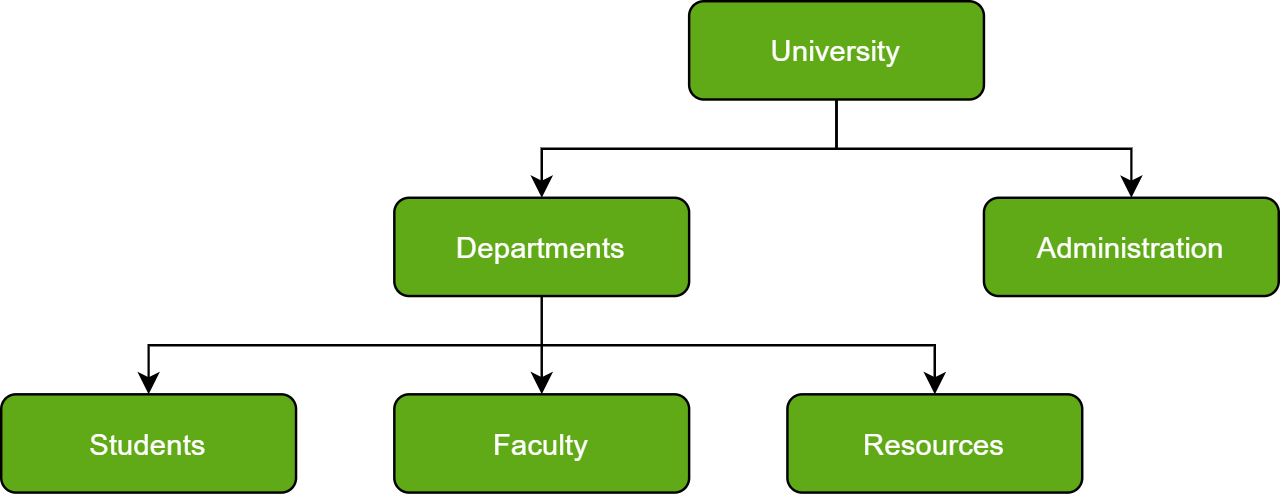 University
Departments
Administration
Students
Faculty
Resources